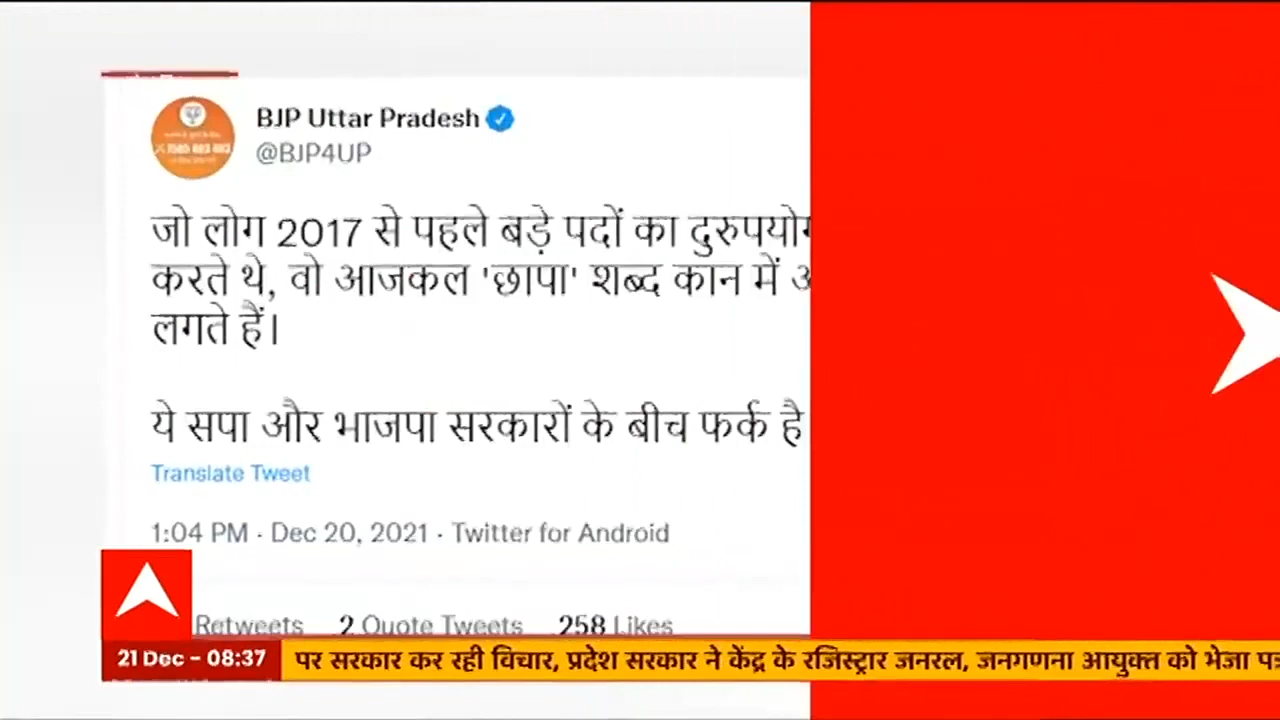 BJP Uttar Pradesh
@BJP4UP
जो लोग 2017 से पहले बड़े पदों का दुरुपयोग
करते थे, वो आजकल 'छापा' शब्द कान में
लगते हैं।
ये सपा और भाजपा सरकारों के बीच फर्क है
Translate Tweet
1:04 PM · Dec 20, 2021 · Twitter for Android
Retweets 2 Quote Tweets 258 Likes
21 Dec - 08:37 पर सरकार कर रही विचार, प्रदेश सरकार ने केंद्र के रजिस्ट्रार जनरल, जनगणना आयुक्त को भेजा